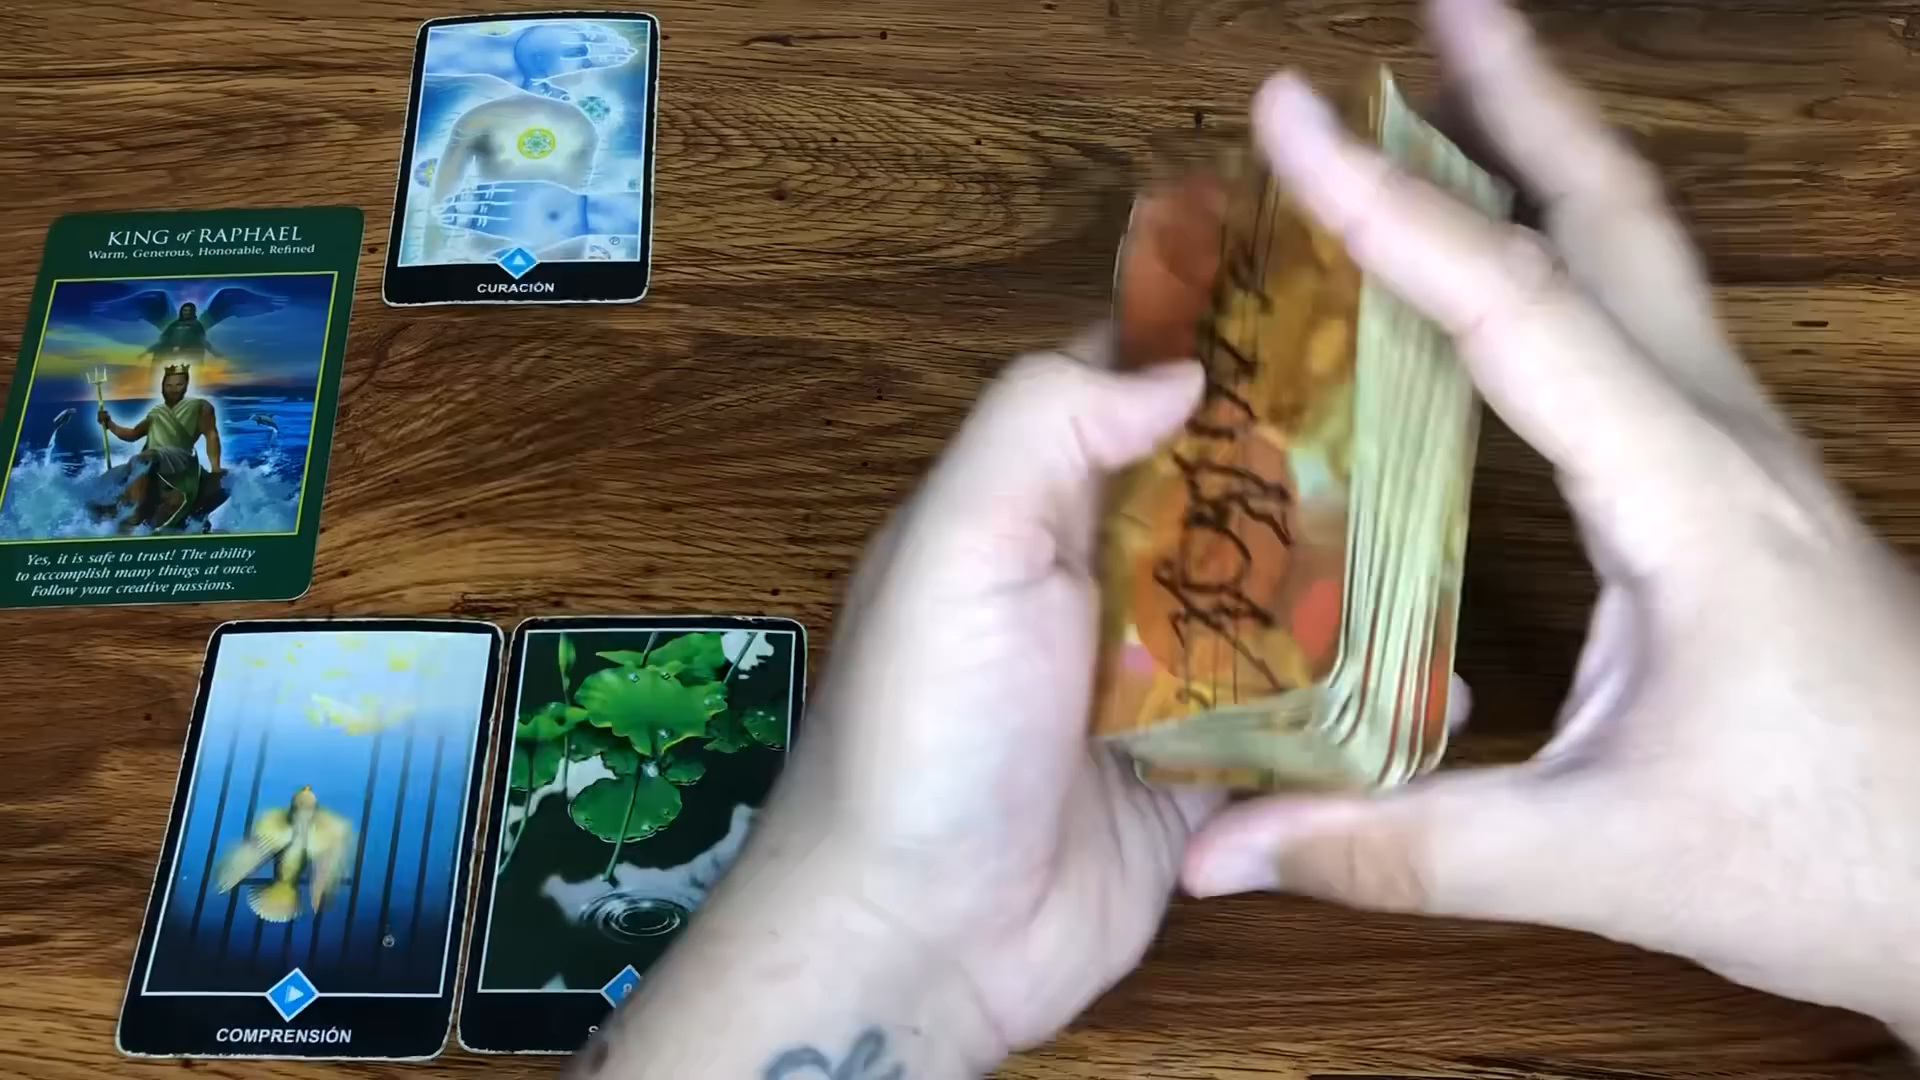 CURACIÓN
KING of RAPHAEL
Warm, Generous, Honorable, Refined
Yes, it is safe to trust! The ability
to accomplish many things at once.
Follow your creative passions.
COMPRENSIÓN